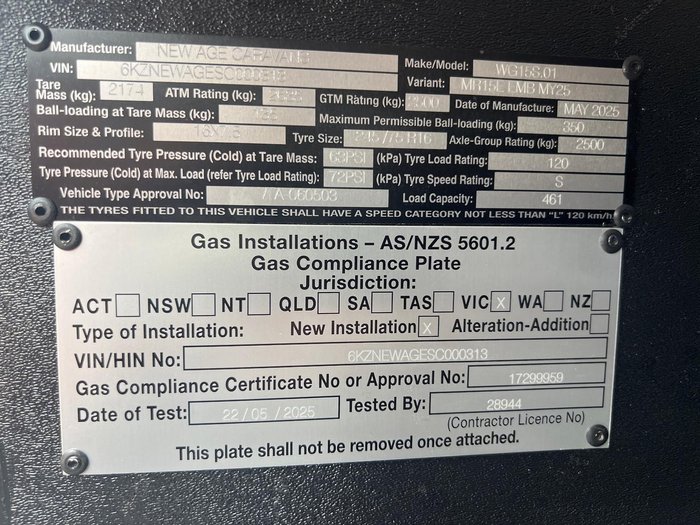 Manufacturer: NEW AGE CARAVANS Make/Model: WG15S.01
VIN: 6KZNEWAGESC000313 Variant: MR15E EMB MY25
Tare Mass (kg): 2174 ATM Rating (kg): 2635 GTM Rating (kg): 2500 Date of Manufacture: MAY 2025
Ball-loading at Tare Mass (kg): Maximum Permissible Ball-loading (kg): 350
Rim Size & Profile: Tyre Size: 245/75 R16 Axle-Group Rating (kg): 2500
Recommended Tyre Pressure (Cold) at Tare Mass: 63PSI (kPa) Tyre Load Rating: 120
Tyre Pressure (Cold) at Max. Load (refer Tyre Load Rating): 72PSI (kPa) Tyre Speed Rating: S
Vehicle Type Approval No: Load Capacity: 461
THE TYRES FITTED TO THIS VEHICLE SHALL HAVE A SPEED CATEGORY NOT LESS THAN "L" 120 km/h
Gas Installations – AS/NZS 5601.2
Gas Compliance Plate
Jurisdiction:
ACT NSW NT QLD SA TAS VIC X WA NZ
Type of Installation: New Installation X Alteration-Addition
VIN/HIN No: 6KZNEWAGESC000313
Gas Compliance Certificate No or Approval No: 17299959
Date of Test: 22 / 05 / 2025 Tested By: 28944
(Contractor Licence No)
This plate shall not be removed once attached.